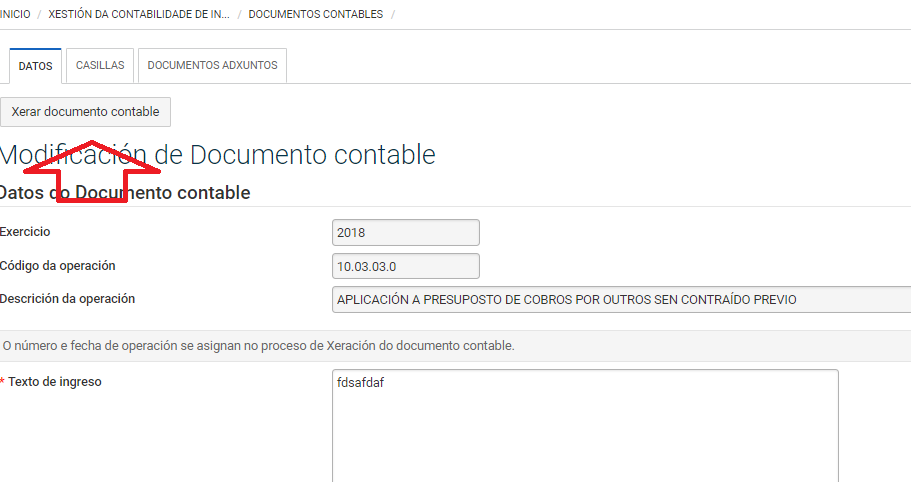 INICIO / XESTIÓN DA CONTABILIDADE DE IN... / DOCUMENTOS CONTABLES /
DATOS CASILLAS DOCUMENTOS ADXUNTOS
Xerar documento contable
Modificación de Documento contable
Datos do Documento contable
Exercicio 2018
Código da operación 10.03.03.0
Descrición da operación APLICACIÓN A PRESUPOSTO DE COBROS POR OUTROS SEN CONTRAÍDO PREVIO
O número e fecha de operación se asignan no proceso de Xeración do documento contable.
* Texto de ingreso fdsafdaf